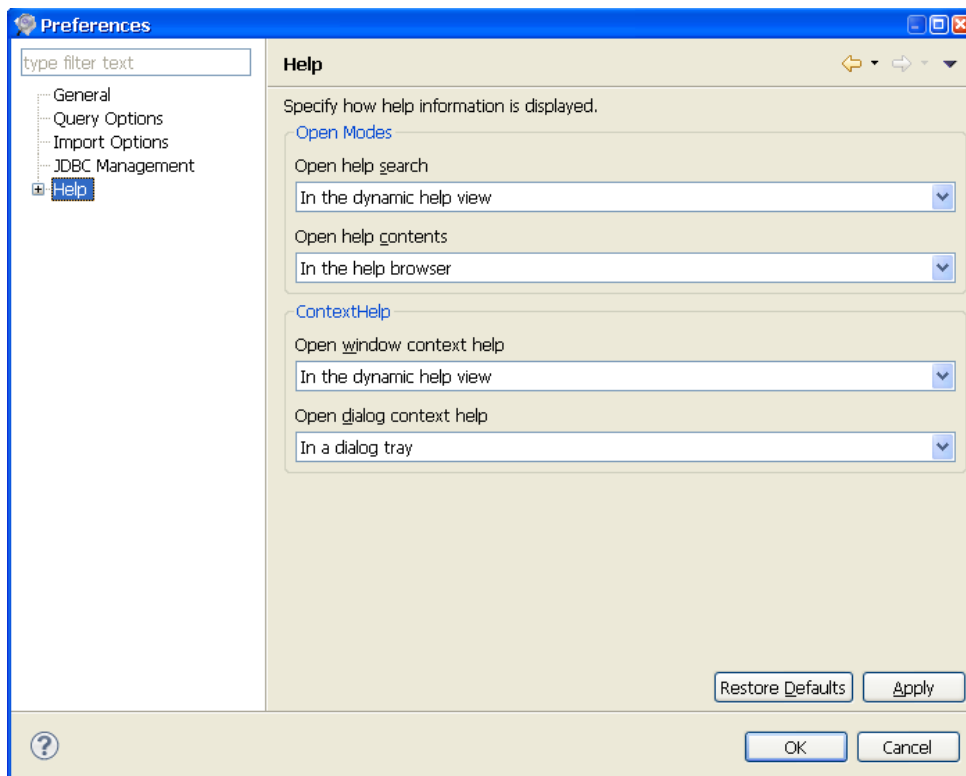 Preferences
type filter text
General
Query Options
Import Options
JDBC Management
Help
Help
Specify how help information is displayed.
Open Modes
Open help search
In the dynamic help view
Open help contents
In the help browser
ContextHelp
Open window context help
In the dynamic help view
Open dialog context help
In a dialog tray
Restore Defaults
Apply
?
OK
Cancel